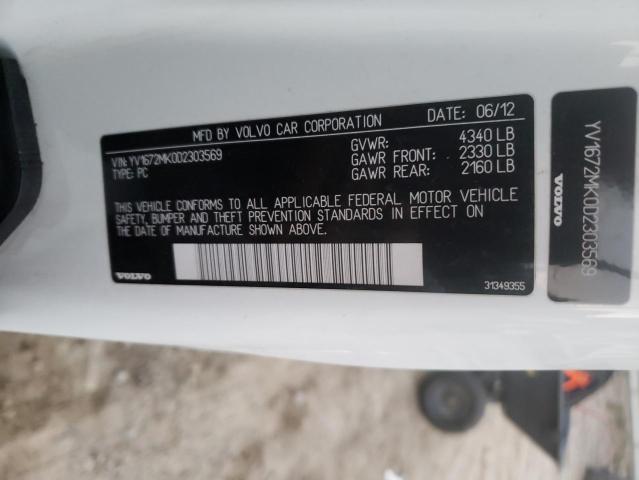 MFD BY VOLVO CAR CORPORATION
DATE: 06/12
VIN: YV1672MK0D2303569
TYPE: PC
GVWR: 4340 LB
GAWR FRONT: 2330 LB
GAWR REAR: 2160 LB
THIS VEHICLE CONFORMS TO ALL APPLICABLE FEDERAL MOTOR VEHICLE
SAFETY, BUMPER AND THEFT PREVENTION STANDARDS IN EFFECT ON THE
DATE OF MANUFACTURE SHOWN ABOVE.
VOLVO
31349355
VOLVO
YV1672MK0D2303569